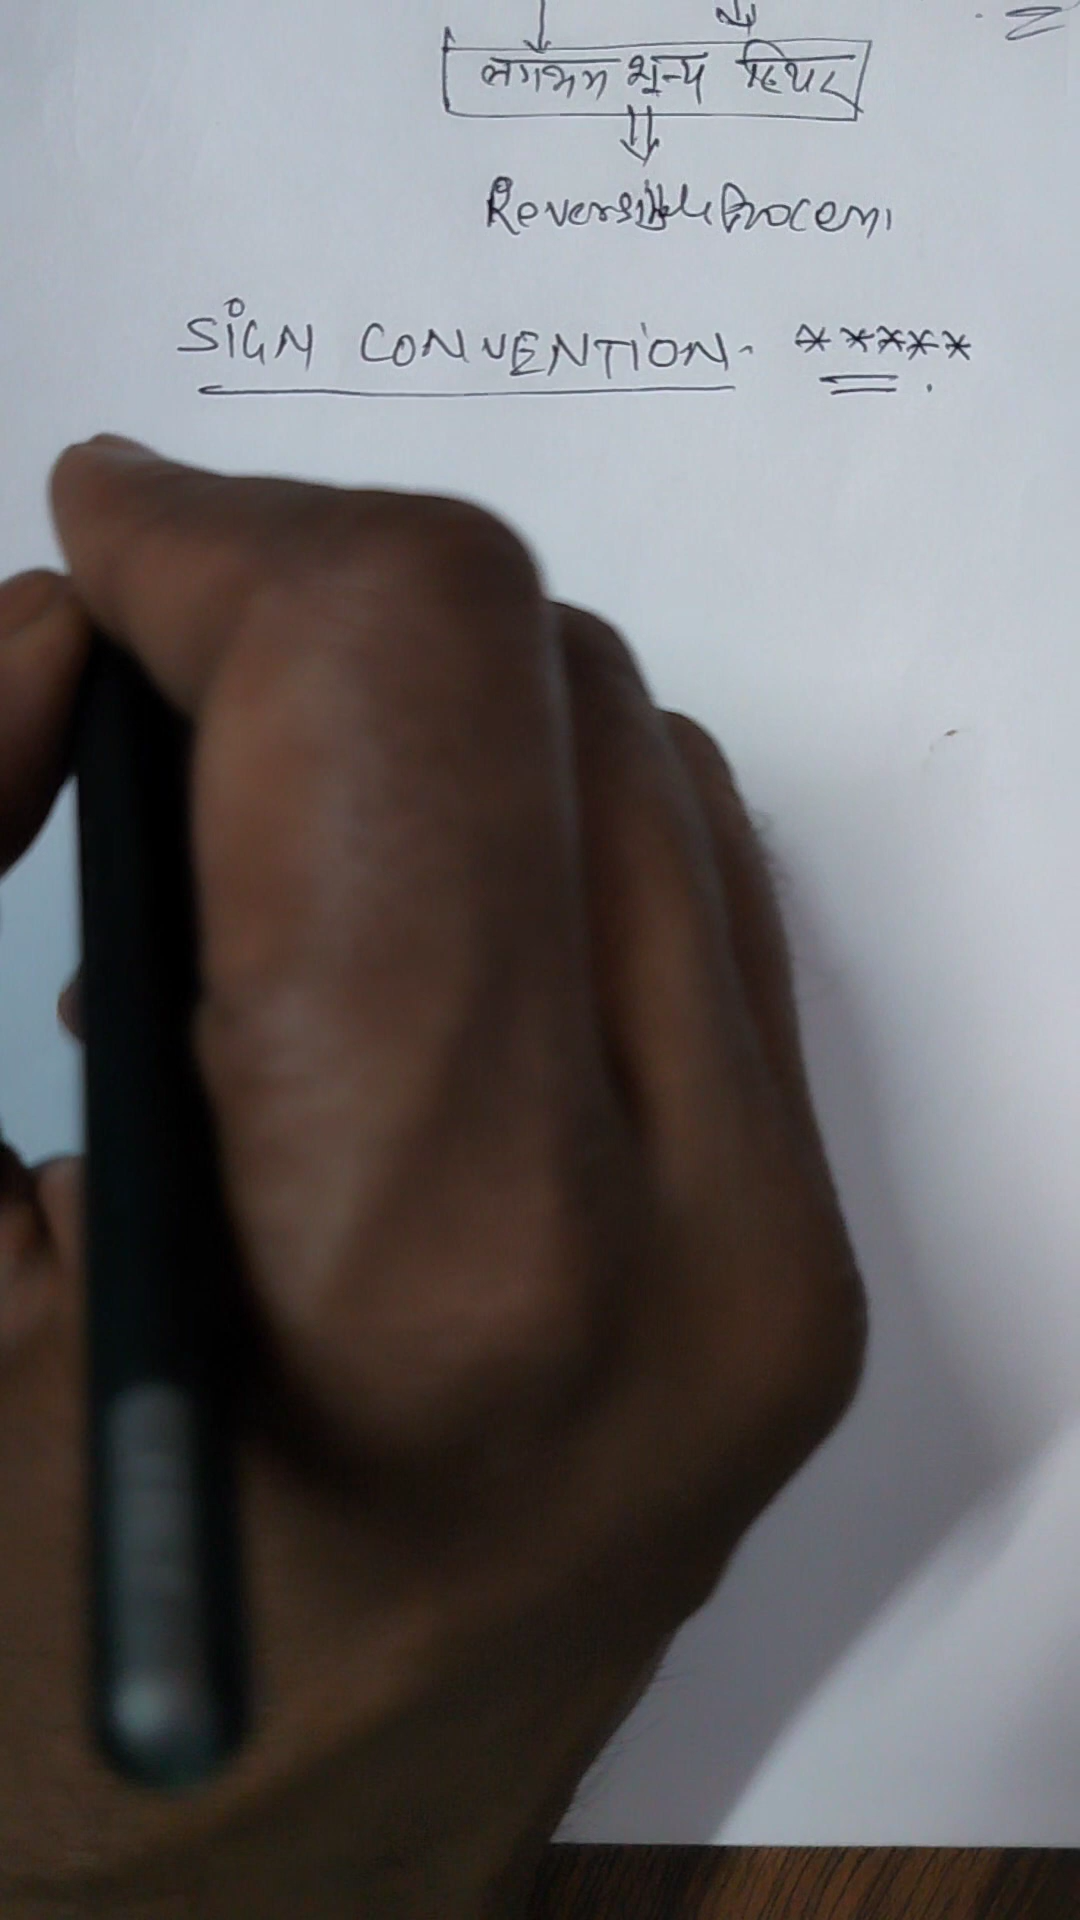 लगभग शून्य स्थिर
Reversible Process
SIGN CONVENTION. *****